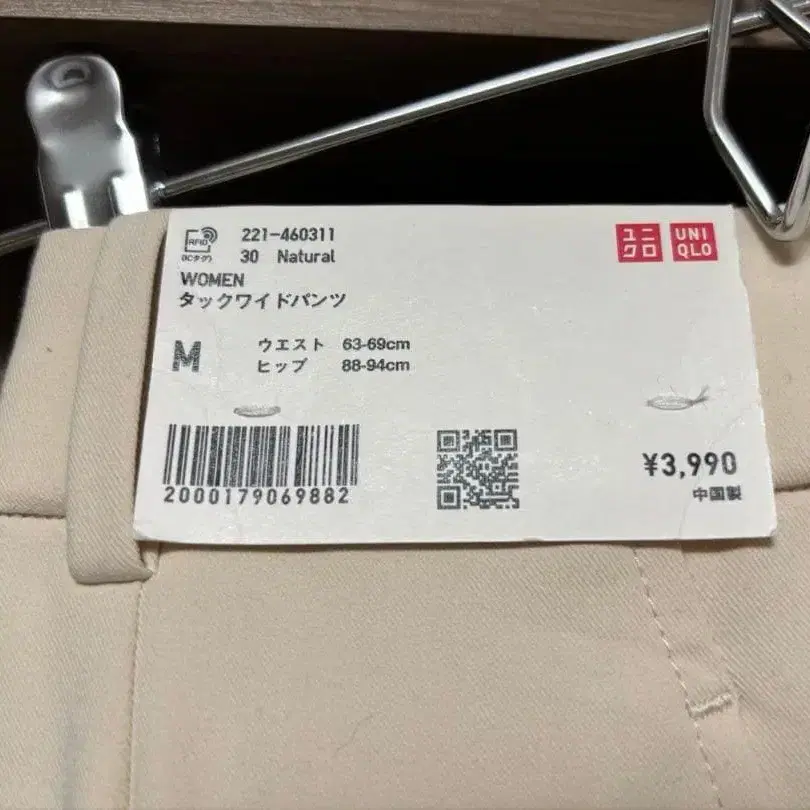 RFID
(ICタグ)
221-460311
30 Natural
ユニ
クロ
UNI
QLO
WOMEN
タックワイドパンツ
M
ウエスト 63-69cm
ヒップ 88-94cm
2000179069882
¥3,990
中国製